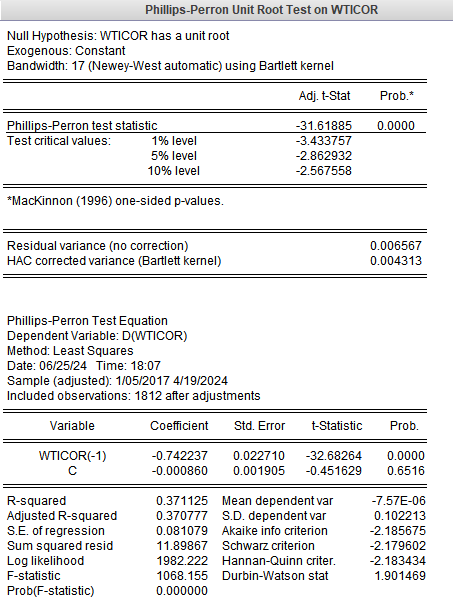 Phillips-Perron Unit Root Test on WTICOR
Null Hypothesis: WTICOR has a unit root
Exogenous: Constant
Bandwidth: 17 (Newey-West automatic) using Bartlett kernel
Adj. t-Stat Prob.*
Phillips-Perron test statistic -31.61885 0.0000
Test critical values: 1% level -3.433757
5% level -2.862932
10% level -2.567558
*MacKinnon (1996) one-sided p-values.
Residual variance (no correction) 0.006567
HAC corrected variance (Bartlett kernel) 0.004313
Phillips-Perron Test Equation
Dependent Variable: D(WTICOR)
Method: Least Squares
Date: 06/25/24 Time: 18:07
Sample (adjusted): 1/05/2017 4/19/2024
Included observations: 1812 after adjustments
Variable Coefficient Std. Error t-Statistic Prob.
WTICOR(-1) -0.742237 0.022710 -32.68264 0.0000
C -0.000860 0.001905 -0.451629 0.6516
R-squared 0.371125 Mean dependent var -7.57E-06
Adjusted R-squared 0.370777 S.D. dependent var 0.102213
S.E. of regression 0.081079 Akaike info criterion -2.185675
Sum squared resid 11.89867 Schwarz criterion -2.179602
Log likelihood 1982.222 Hannan-Quinn criter. -2.183434
F-statistic 1068.155 Durbin-Watson stat 1.901469
Prob(F-statistic) 0.000000